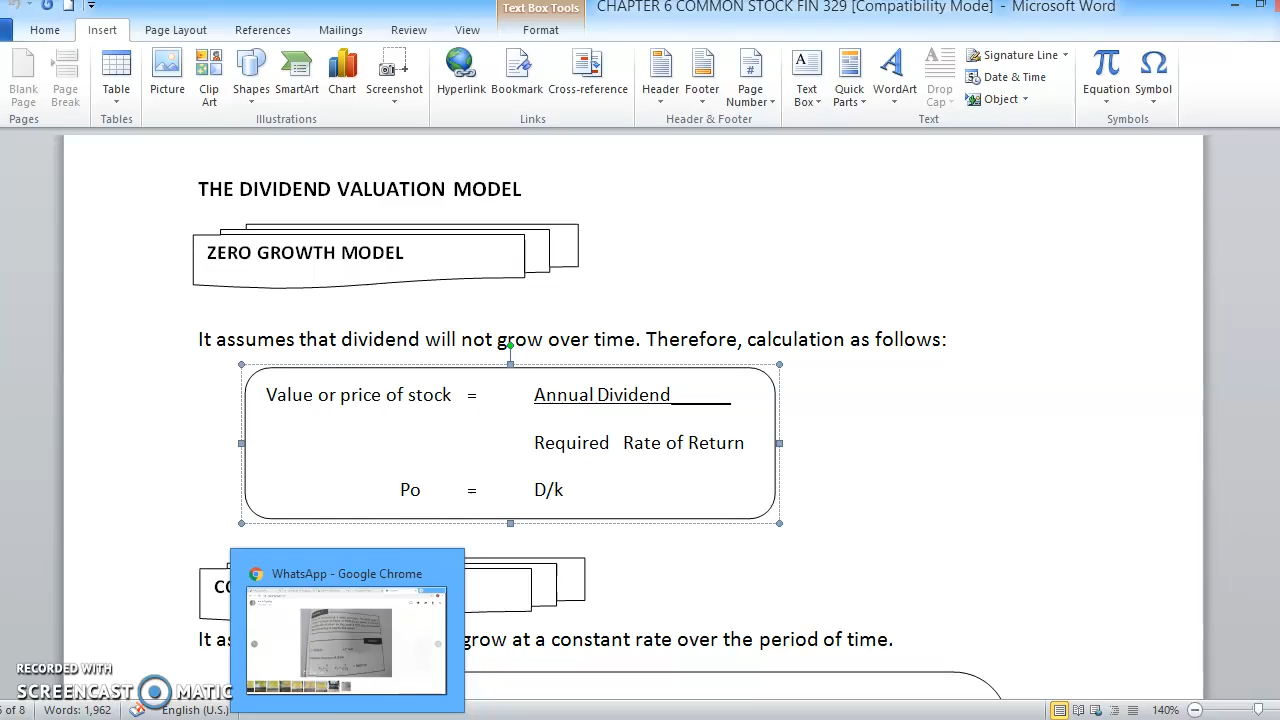 Text Box Tools
CHAPTER 6 COMMON STOCK FIN 329 [Compatibility Mode] - Microsoft Word
Home Insert Page Layout References Mailings Review View Format
Blank Page
Page Break
Table
Picture
Clip Art
Shapes
SmartArt
Chart
Screenshot
Hyperlink
Bookmark
Cross-reference
Header
Footer
Page Number
Text Box
Quick Parts
WordArt
Drop Cap
Signature Line
Date & Time
Object
Equation
Symbol
Pages Tables Illustrations Links Header & Footer Text Symbols
THE DIVIDEND VALUATION MODEL
ZERO GROWTH MODEL
It assumes that dividend will not grow over time. Therefore, calculation as follows:
Value or price of stock = Annual Dividend
Required Rate of Return
Po = D/k
WhatsApp - Google Chrome
CO
It as grow at a constant rate over the period of time.
RECORDED WITH
SCREENCAST MATIC
of 8 Words: 1,962 English (U.S.) 140%